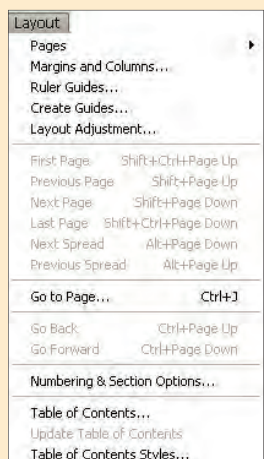 Layout
Pages
Margins and Columns...
Ruler Guides...
Create Guides...
Layout Adjustment...
First Page Shift+Ctrl+Page Up
Previous Page Shift+Page Up
Next Page Shift+Page Down
Last Page Shift+Ctrl+Page Down
Next Spread Alt+Page Down
Previous Spread Alt+Page Up
Go to Page... Ctrl+J
Go Back Ctrl+Page Up
Go Forward Ctrl+Page Down
Numbering & Section Options...
Table of Contents...
Update Table of Contents
Table of Contents Styles...